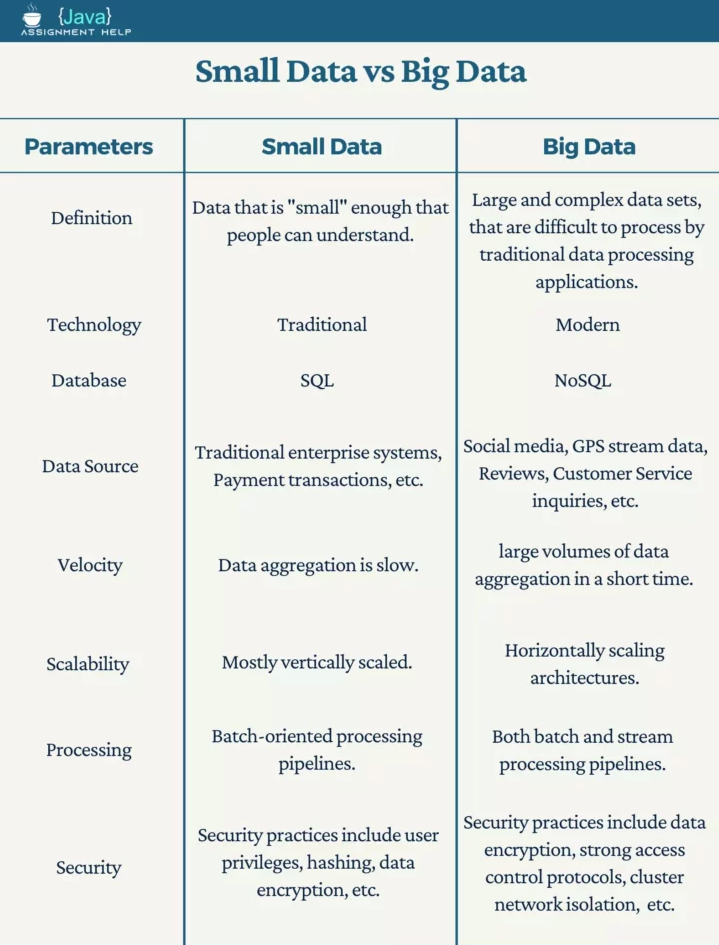 {Java}
ASSIGNMENT HELP
Small Data vs Big Data
Parameters
Small Data
Big Data
Definition
Data that is "small" enough that
people can understand.
Large and complex data sets,
that are difficult to process by
traditional data processing
applications.
Technology
Traditional
Modern
Database
SQL
NoSQL
Data Source
Traditional enterprise systems,
Payment transactions, etc.
Social media, GPS stream data,
Reviews, Customer Service
inquiries, etc.
Velocity
Data aggregation is slow.
large volumes of data
aggregation in a short time.
Scalability
Mostly vertically scaled.
Horizontally scaling
architectures.
Processing
Batch-oriented processing
pipelines.
Both batch and stream
processing pipelines.
Security
Security practices include user
privileges, hashing, data
encryption, etc.
Security practices include data
encryption, strong access
control protocols, cluster
network isolation, etc.